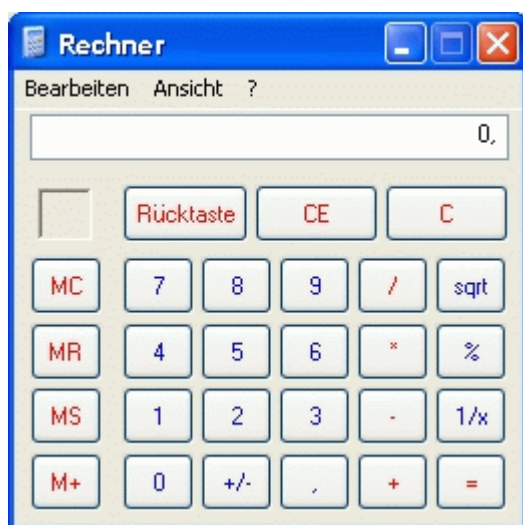 Rechner
Bearbeiten Ansicht ?
0,
Rücktaste CE C
MC 7 8 9 / sqrt
MR 4 5 6 * %
MS 1 2 3 - 1/x
M+ 0 +/- , + =